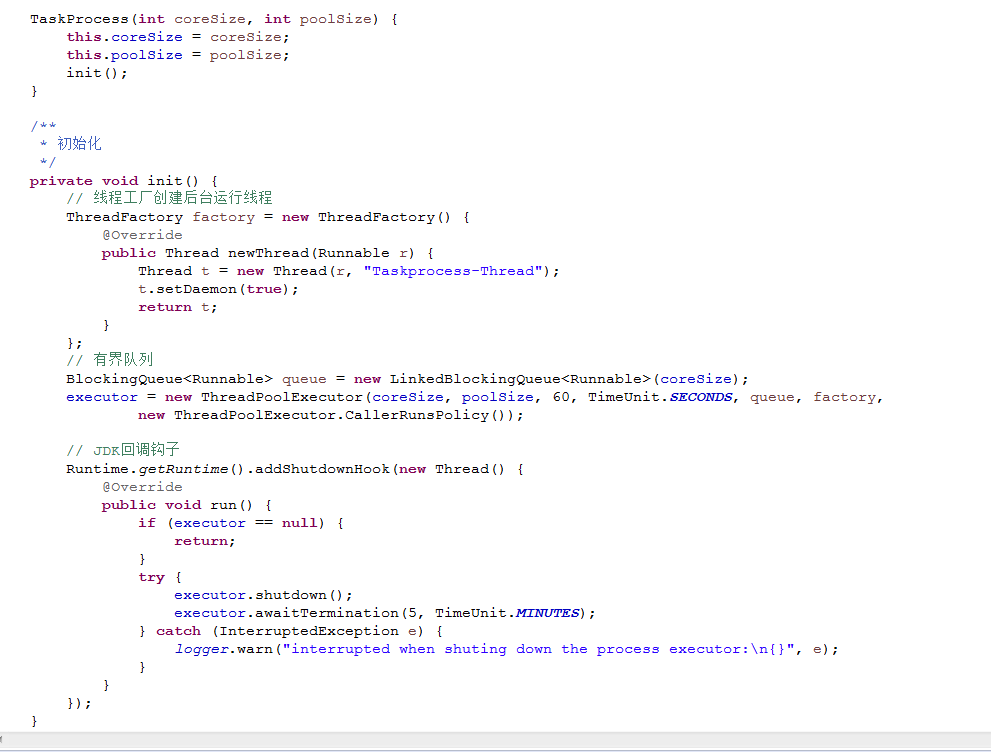 TaskProcess(int coreSize, int poolSize) {
    this.coreSize = coreSize;
    this.poolSize = poolSize;
    init();
}

/**
 * 初始化
 */
private void init() {
    // 线程工厂创建后台运行线程
    ThreadFactory factory = new ThreadFactory() {
        @Override
        public Thread newThread(Runnable r) {
            Thread t = new Thread(r, "Taskprocess-Thread");
            t.setDaemon(true);
            return t;
        }
    };
    // 有界队列
    BlockingQueue<Runnable> queue = new LinkedBlockingQueue<Runnable>(coreSize);
    executor = new ThreadPoolExecutor(coreSize, poolSize, 60, TimeUnit.SECONDS, queue, factory,
            new ThreadPoolExecutor.CallerRunsPolicy());

    // JDK回调钩子
    Runtime.getRuntime().addShutdownHook(new Thread() {
        @Override
        public void run() {
            if (executor == null) {
                return;
            }
            try {
                executor.shutdown();
                executor.awaitTermination(5, TimeUnit.MINUTES);
            } catch (InterruptedException e) {
                logger.warn("interrupted when shuting down the process executor:\n{}", e);
            }
        }
    });
}